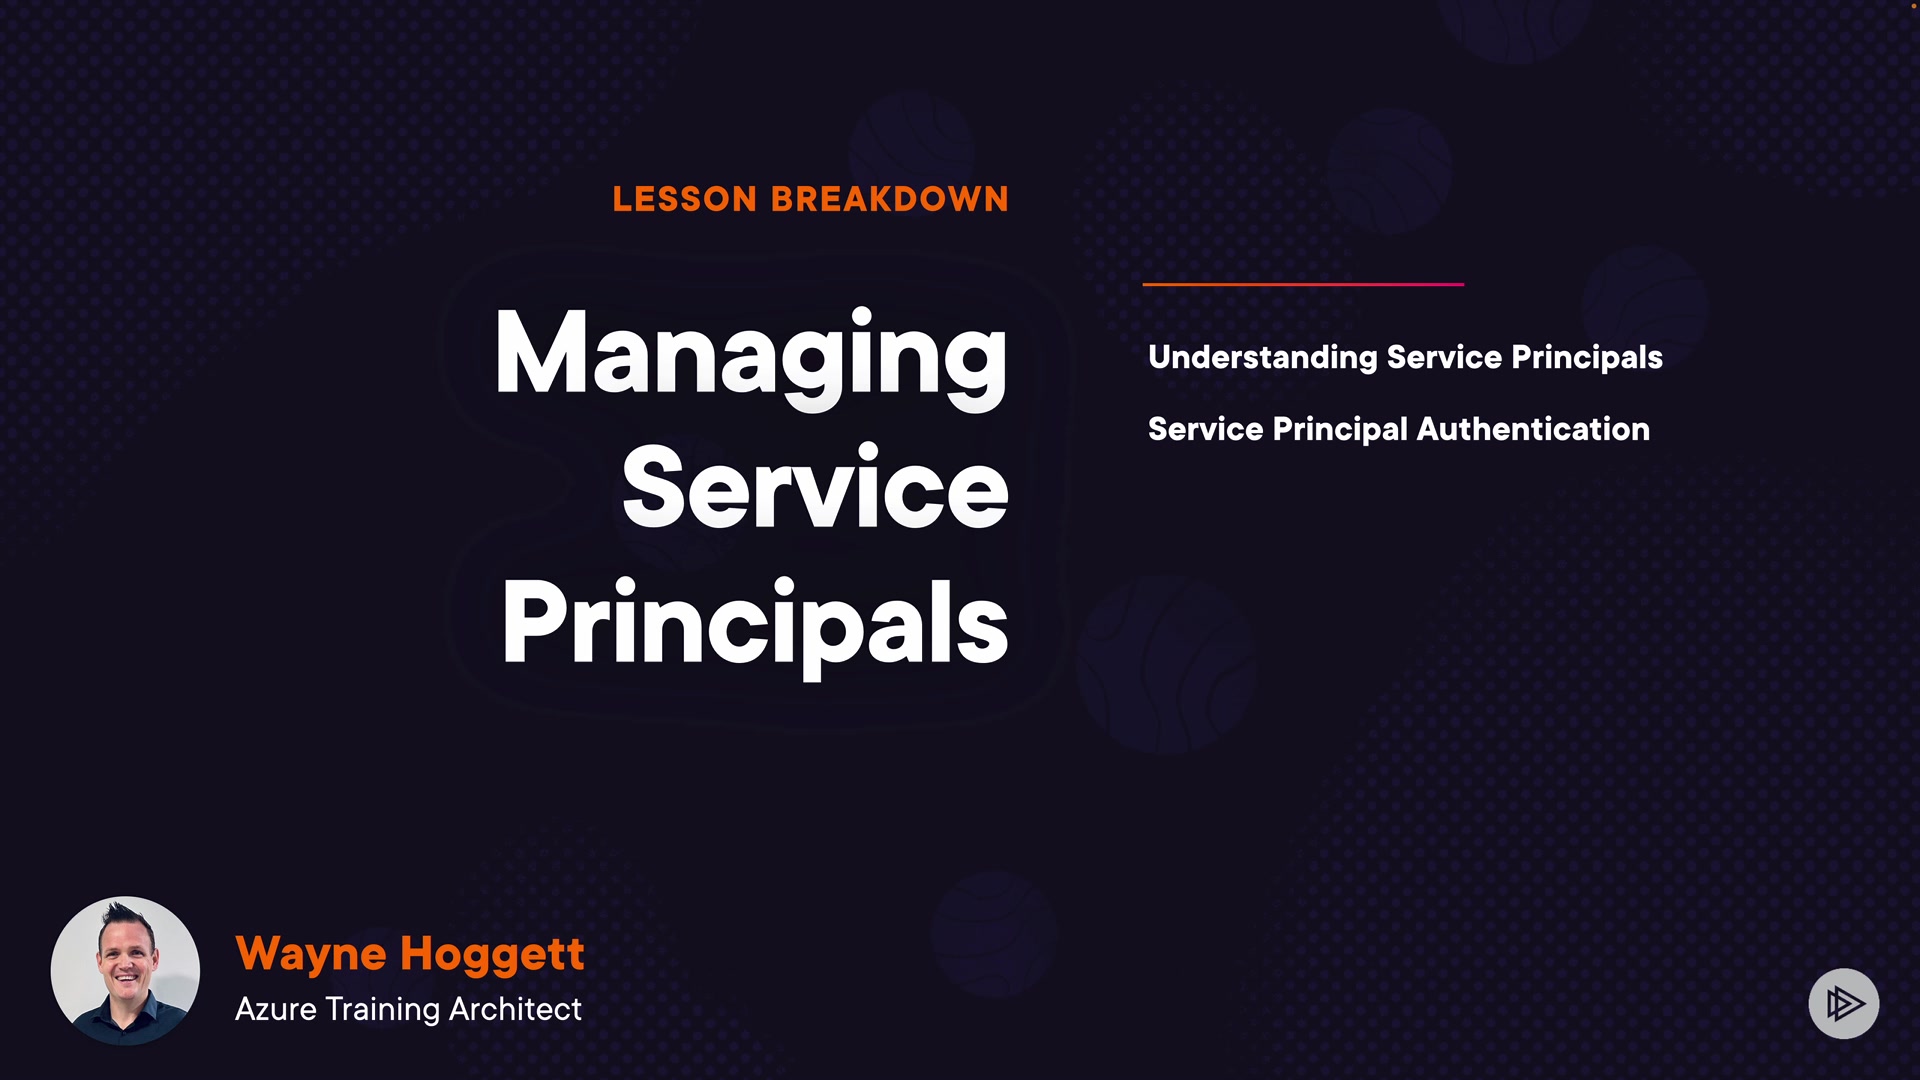 LESSON BREAKDOWN
Managing
Service
Principals
Understanding Service Principals
Service Principal Authentication
Wayne Hoggett
Azure Training Architect